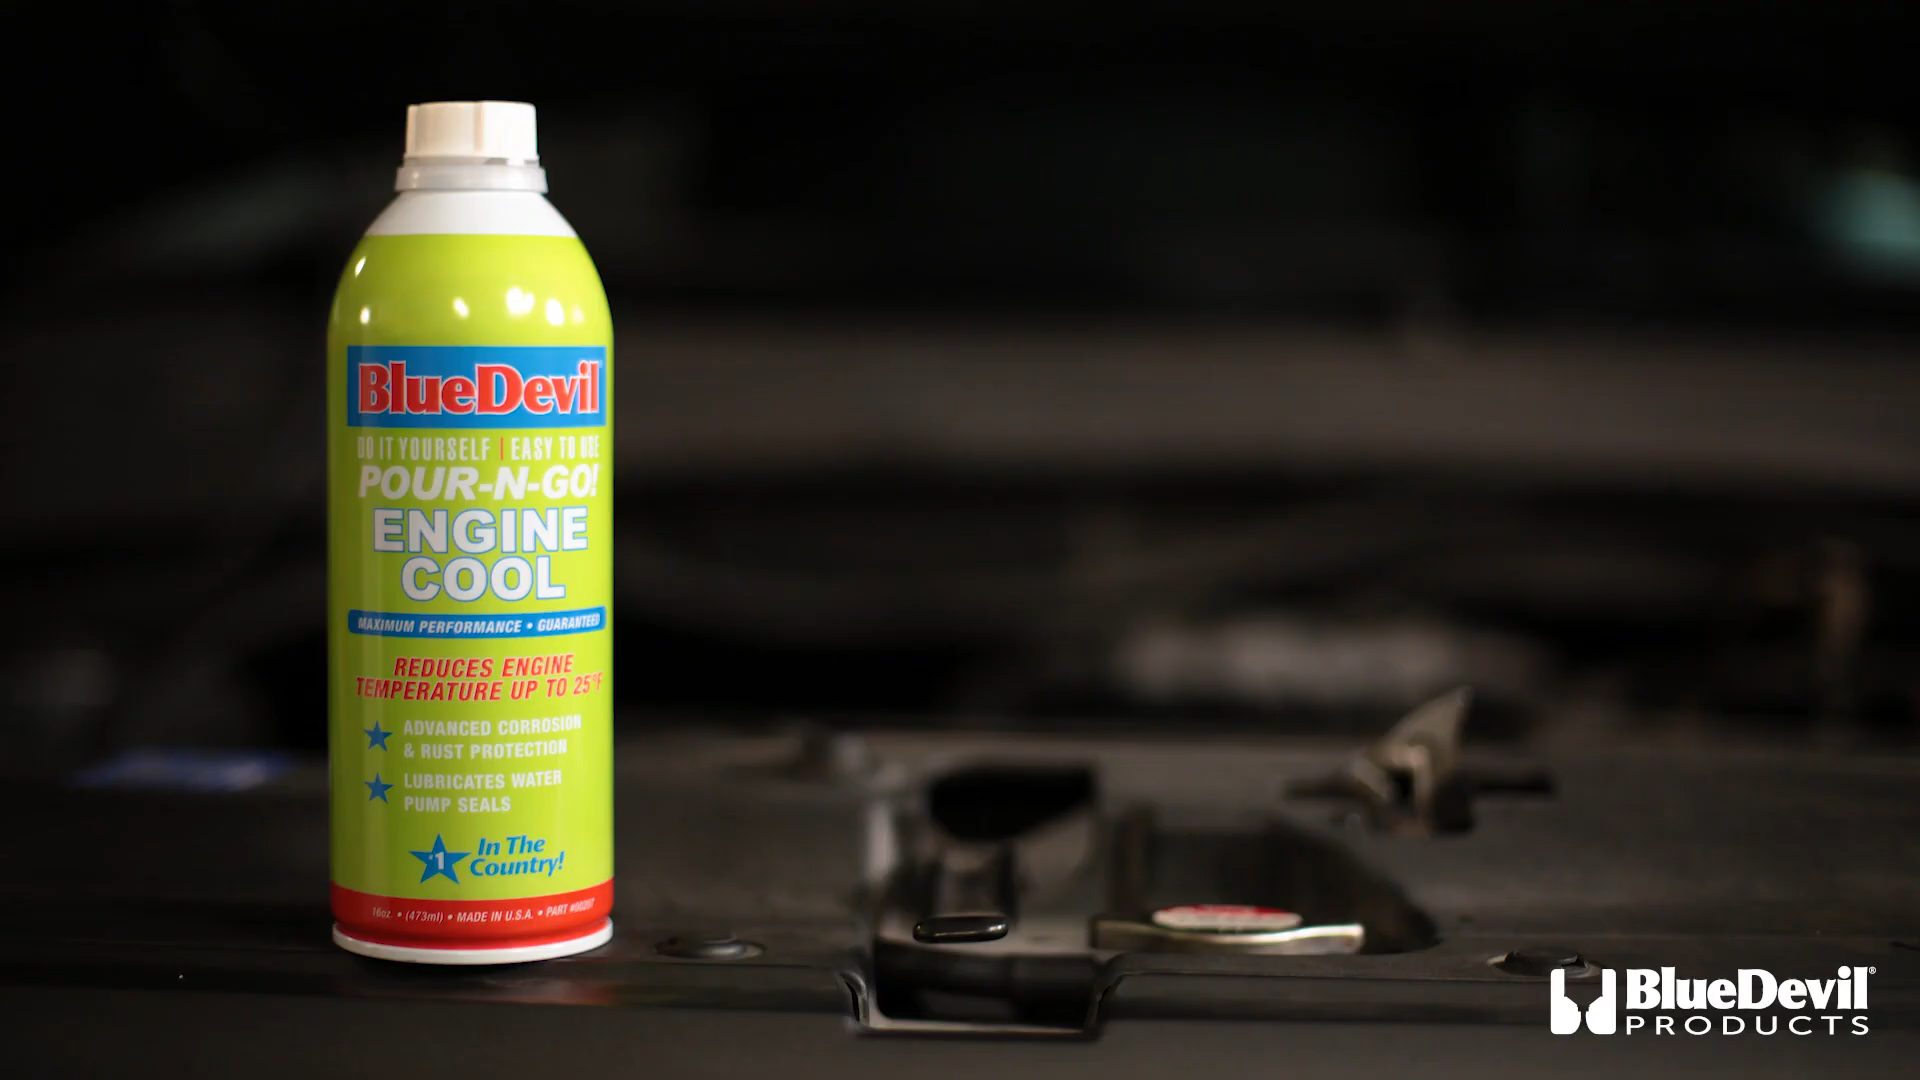 BlueDevil
DO IT YOURSELF | EASY TO USE
POUR-N-GO!
ENGINE
COOL
MAXIMUM PERFORMANCE • GUARANTEED
REDUCES ENGINE
TEMPERATURE UP TO 25°F
ADVANCED CORROSION
& RUST PROTECTION
LUBRICATES WATER
PUMP SEALS
#1 In The
Country!
16oz. • (473ml) • MADE IN U.S.A. • PART #00207
BlueDevil®
PRODUCTS